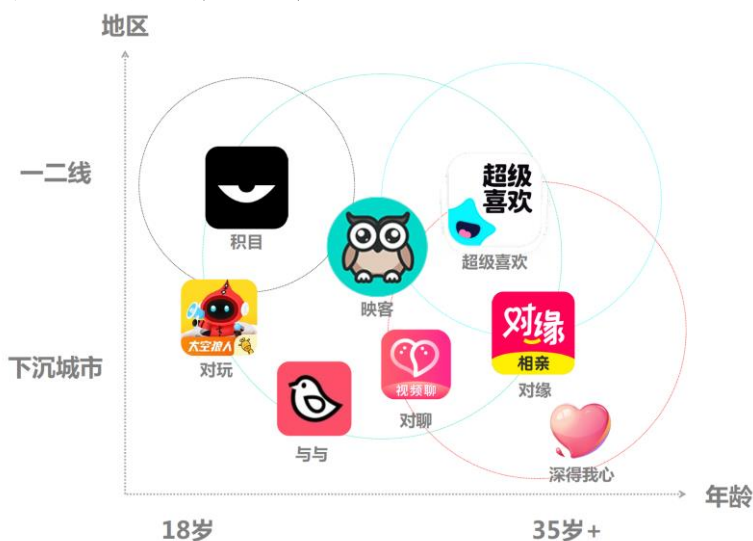 地区
一二线
超级
喜欢
积目
超级喜欢
映客
太空狼人
对缘
相亲
下沉城市
对玩
视频聊
对聊
对缘
与与
深得我心
年龄
18岁
35岁+